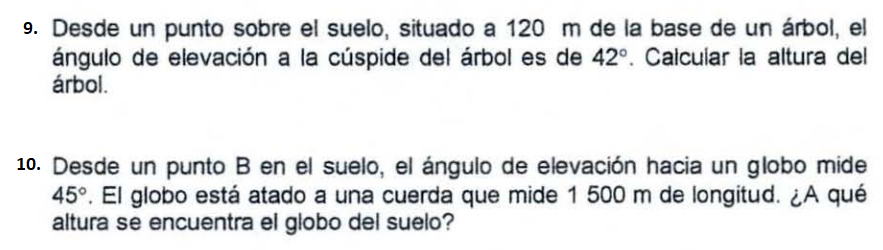 9. Desde un punto sobre el suelo, situado a 120 m de la base de un árbol, el
ángulo de elevación a la cúspide del árbol es de 42°. Calcular la altura del
árbol.
10. Desde un punto B en el suelo, el ángulo de elevación hacia un globo mide
45°. El globo está atado a una cuerda que mide 1 500 m de longitud. ¿A qué
altura se encuentra el globo del suelo?